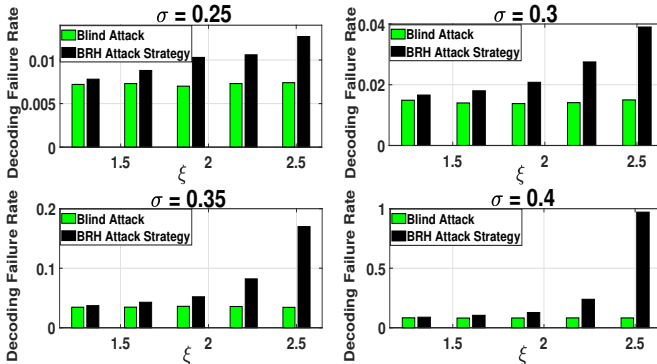 σ = 0.25
Decoding Failure Rate
0.01
0.005
0
Blind Attack
BRH Attack Strategy
1.5 2 2.5
ξ
σ = 0.3
Decoding Failure Rate
0.04
0.02
0
Blind Attack
BRH Attack Strategy
1.5 2 2.5
ξ
σ = 0.35
Decoding Failure Rate
0.2
0.1
0
Blind Attack
BRH Attack Strategy
1.5 2 2.5
ξ
σ = 0.4
Decoding Failure Rate
1
0.5
0
Blind Attack
BRH Attack Strategy
1.5 2 2.5
ξ